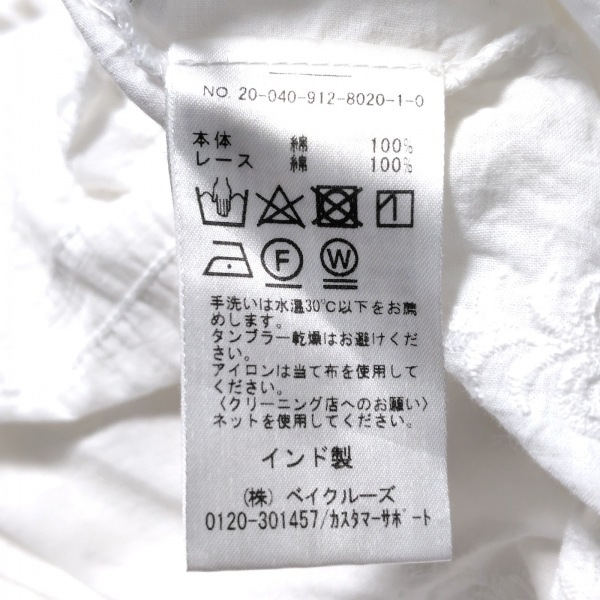 NO. 20-040-912-8020-1-0
本体 綿 100%
レース 綿 100%
F W
手洗いは水温30℃以下をお薦
めします。
タンブラー乾燥はお避けくださ
い。
アイロンは当て布を使用して
ください。
〈クリーニング店へのお願い〉
ネットを使用してください。
インド製
(株) ベイクルーズ
0120-301457/カスタマーサポート